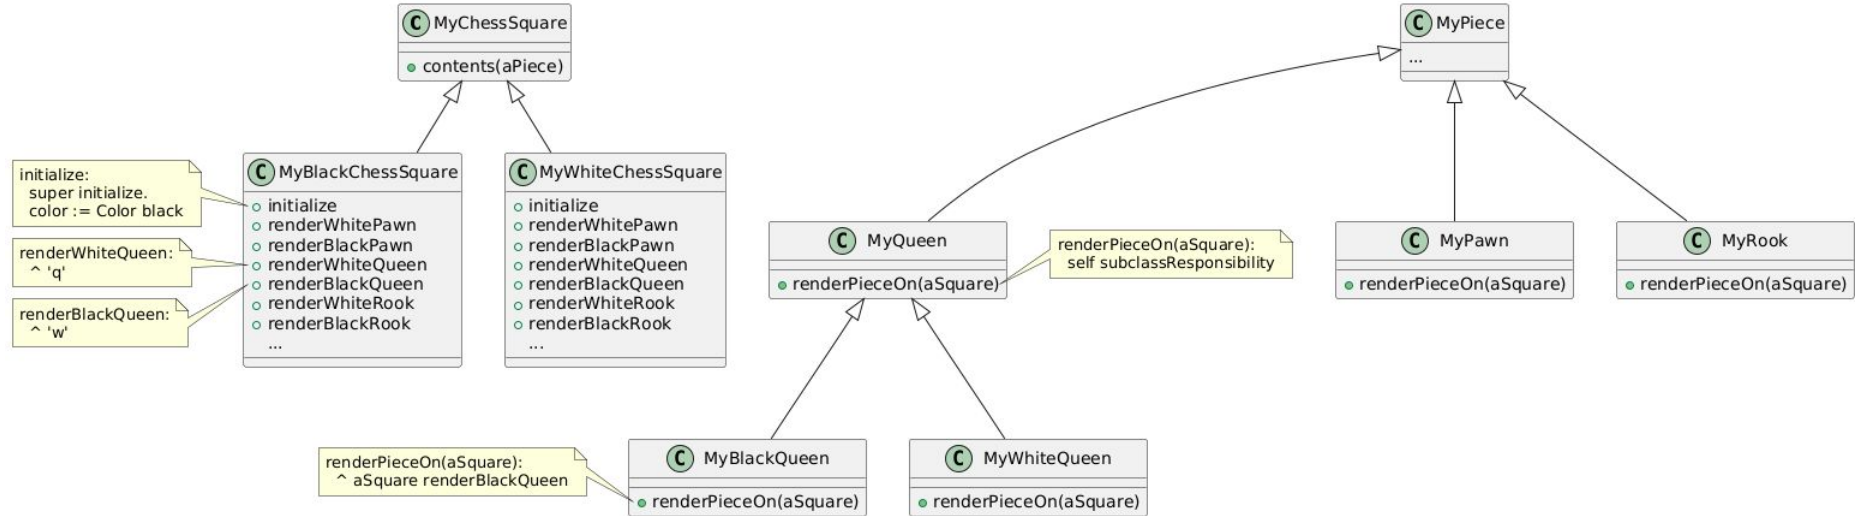 C MyChessSquare
+ contents(aPiece)
C MyPiece
...
initialize:
super initialize.
color := Color black
renderWhiteQueen:
^ 'q'
renderBlackQueen:
^ 'w'
C MyBlackChessSquare
initialize
renderWhitePawn
renderBlackPawn
renderWhiteQueen
renderBlackQueen
renderWhiteRook
renderBlackRook
...
C MyWhiteChessSquare
initialize
renderWhitePawn
renderBlackPawn
renderWhiteQueen
renderBlackQueen
renderWhiteRook
renderBlackRook
...
C MyQueen
renderPieceOn(aSquare)
renderPieceOn(aSquare):
self subclassResponsibility
C MyPawn
renderPieceOn(aSquare)
C MyRook
renderPieceOn(aSquare)
renderPieceOn(aSquare):
^ aSquare renderBlackQueen
C MyBlackQueen
renderPieceOn(aSquare)
C MyWhiteQueen
renderPieceOn(aSquare)